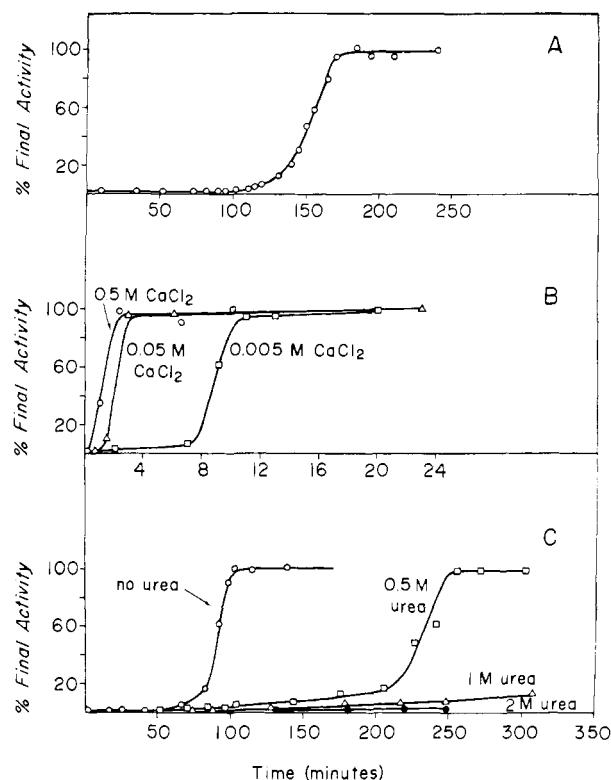 A
% Final Activity
100
60
20
0 50 100 150 200 250
B
0.5 M CaCl2
0.05 M
CaCl2
0.005 M CaCl2
% Final Activity
100
60
20
4 8 12 16 20 24
C
no urea
0.5 M
urea
1 M urea
2 M urea
% Final Activity
100
60
20
0 50 100 150 200 250 300 350
Time (minutes)